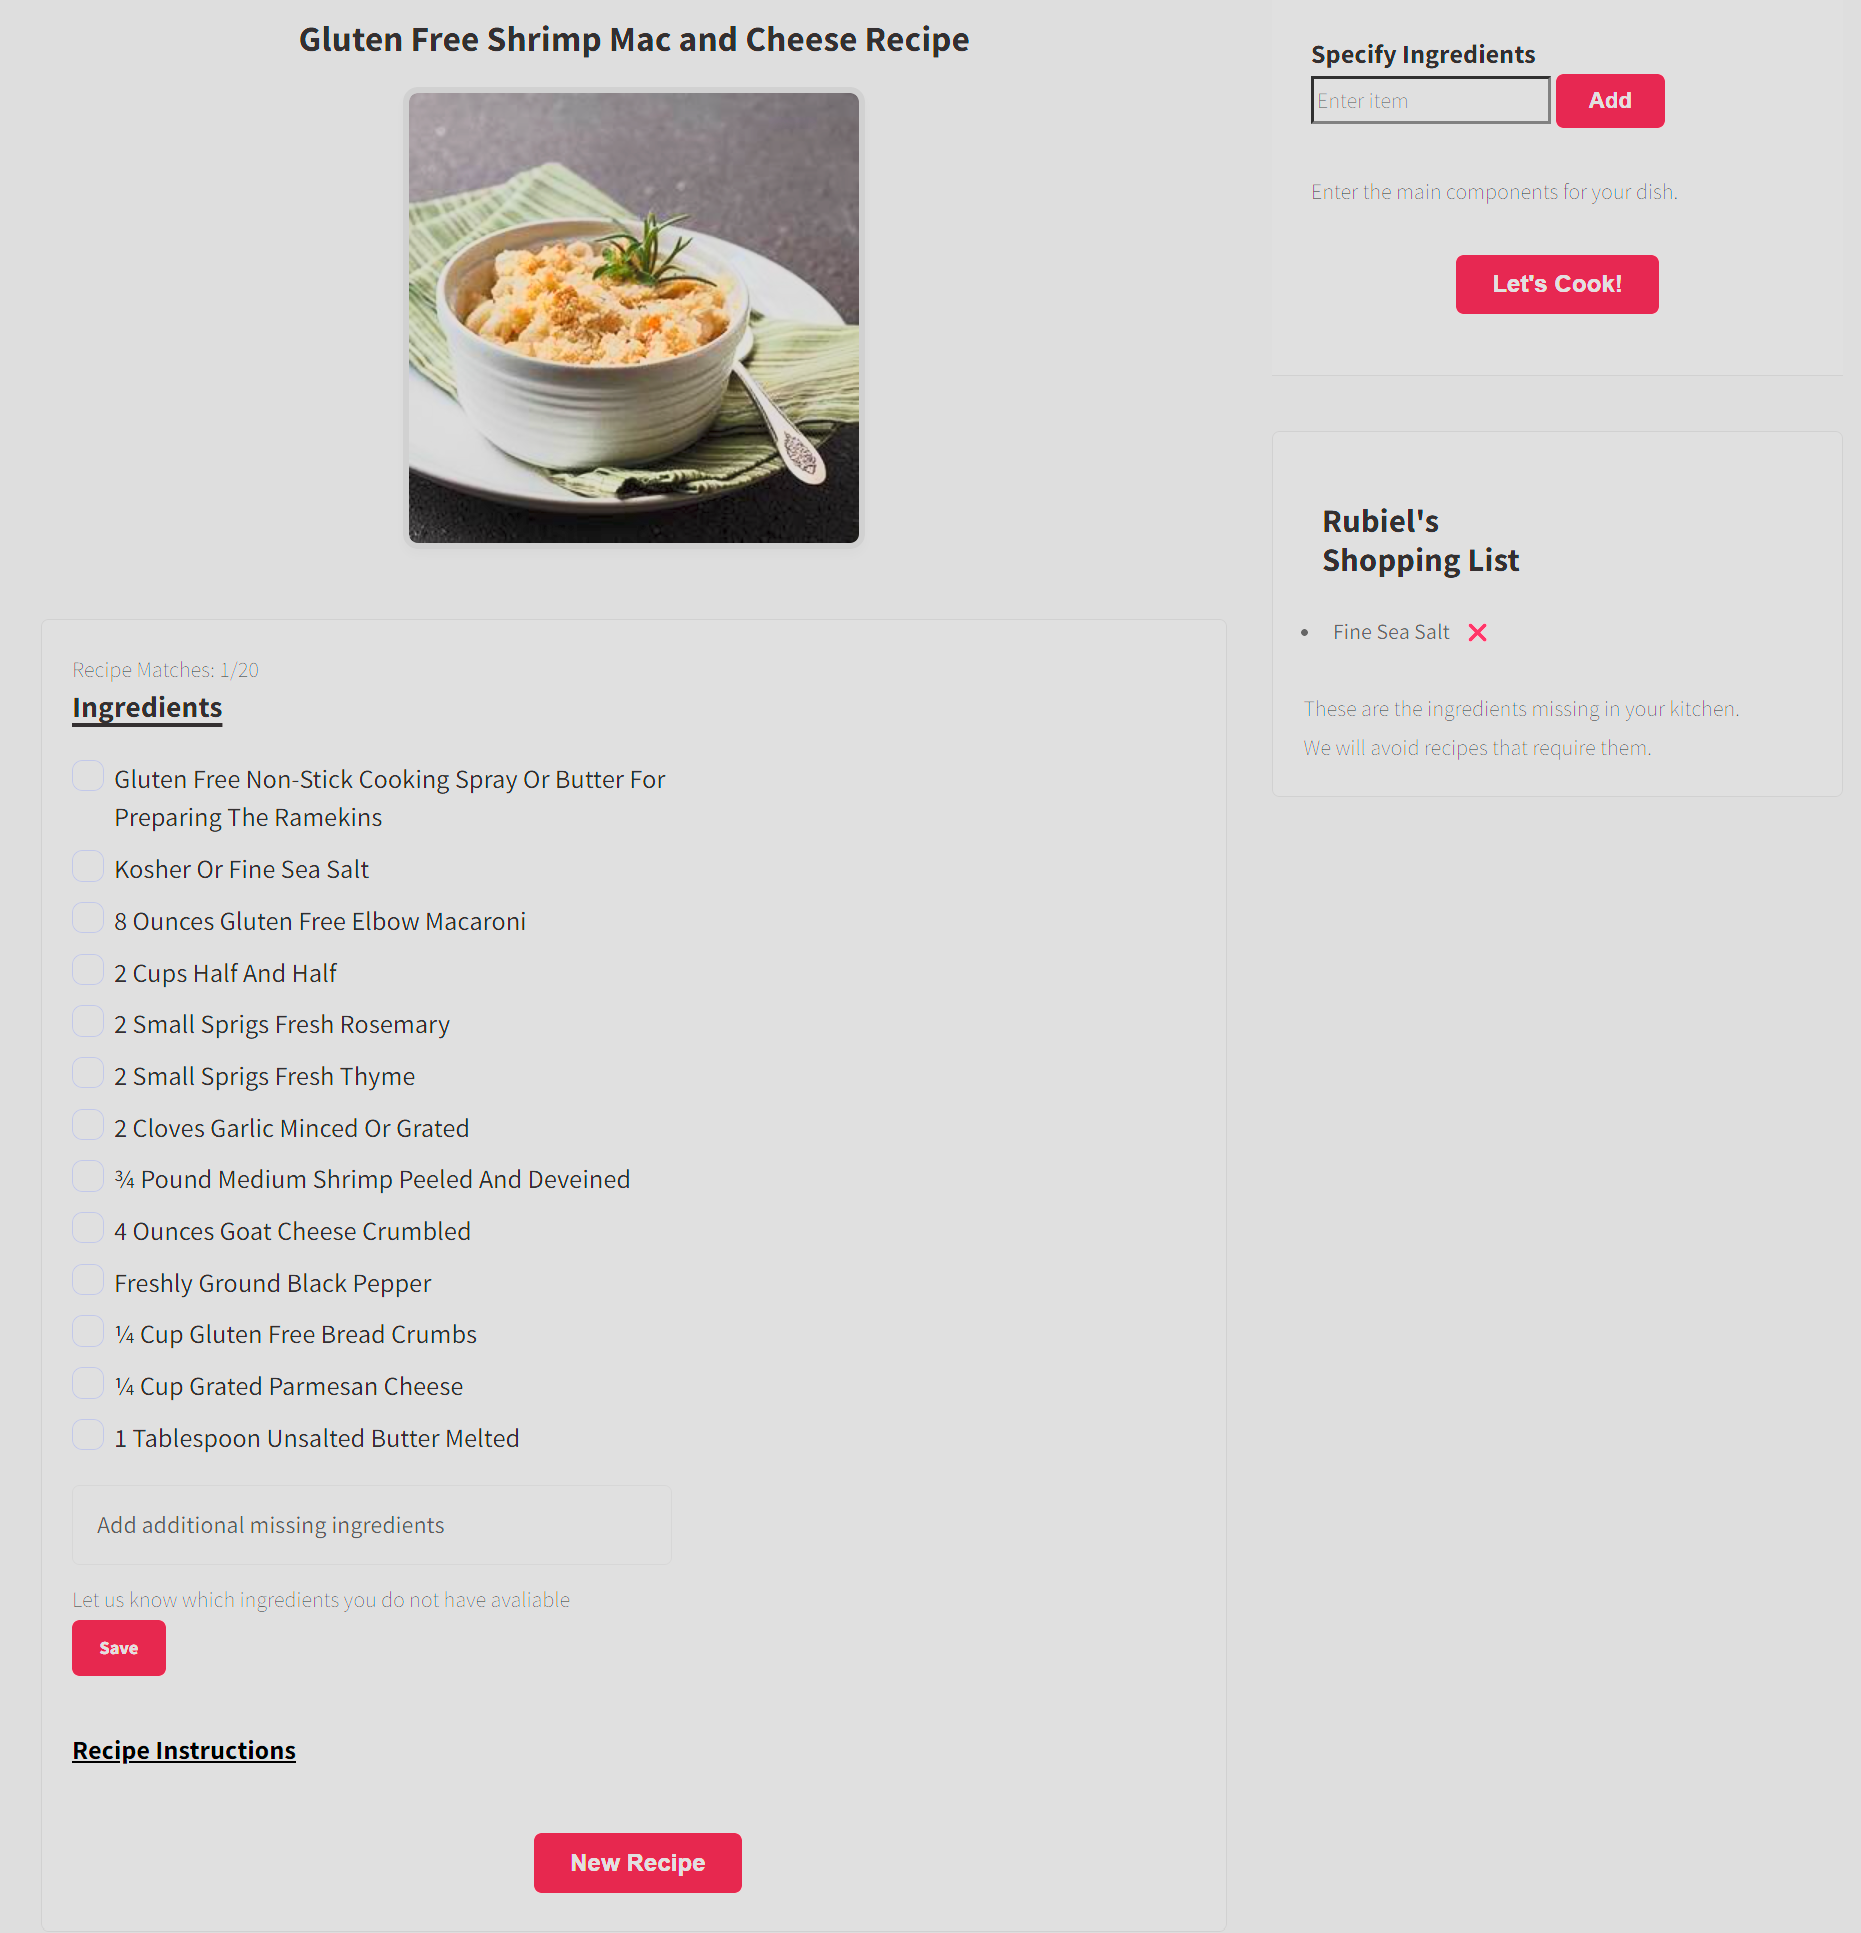 Gluten Free Shrimp Mac and Cheese Recipe
Recipe Matches: 1/20
Ingredients
Gluten Free Non-Stick Cooking Spray Or Butter For
Preparing The Ramekins
Kosher Or Fine Sea Salt
8 Ounces Gluten Free Elbow Macaroni
2 Cups Half And Half
2 Small Sprigs Fresh Rosemary
2 Small Sprigs Fresh Thyme
2 Cloves Garlic Minced Or Grated
¾ Pound Medium Shrimp Peeled And Deveined
4 Ounces Goat Cheese Crumbled
Freshly Ground Black Pepper
¼ Cup Gluten Free Bread Crumbs
¼ Cup Grated Parmesan Cheese
1 Tablespoon Unsalted Butter Melted
Add additional missing ingredients
Let us know which ingredients you do not have avaliable
Save
Recipe Instructions
New Recipe
Specify Ingredients
Enter item
Add
Enter the main components for your dish.
Let's Cook!
Rubiel's
Shopping List
Fine Sea Salt
These are the ingredients missing in your kitchen.
We will avoid recipes that require them.